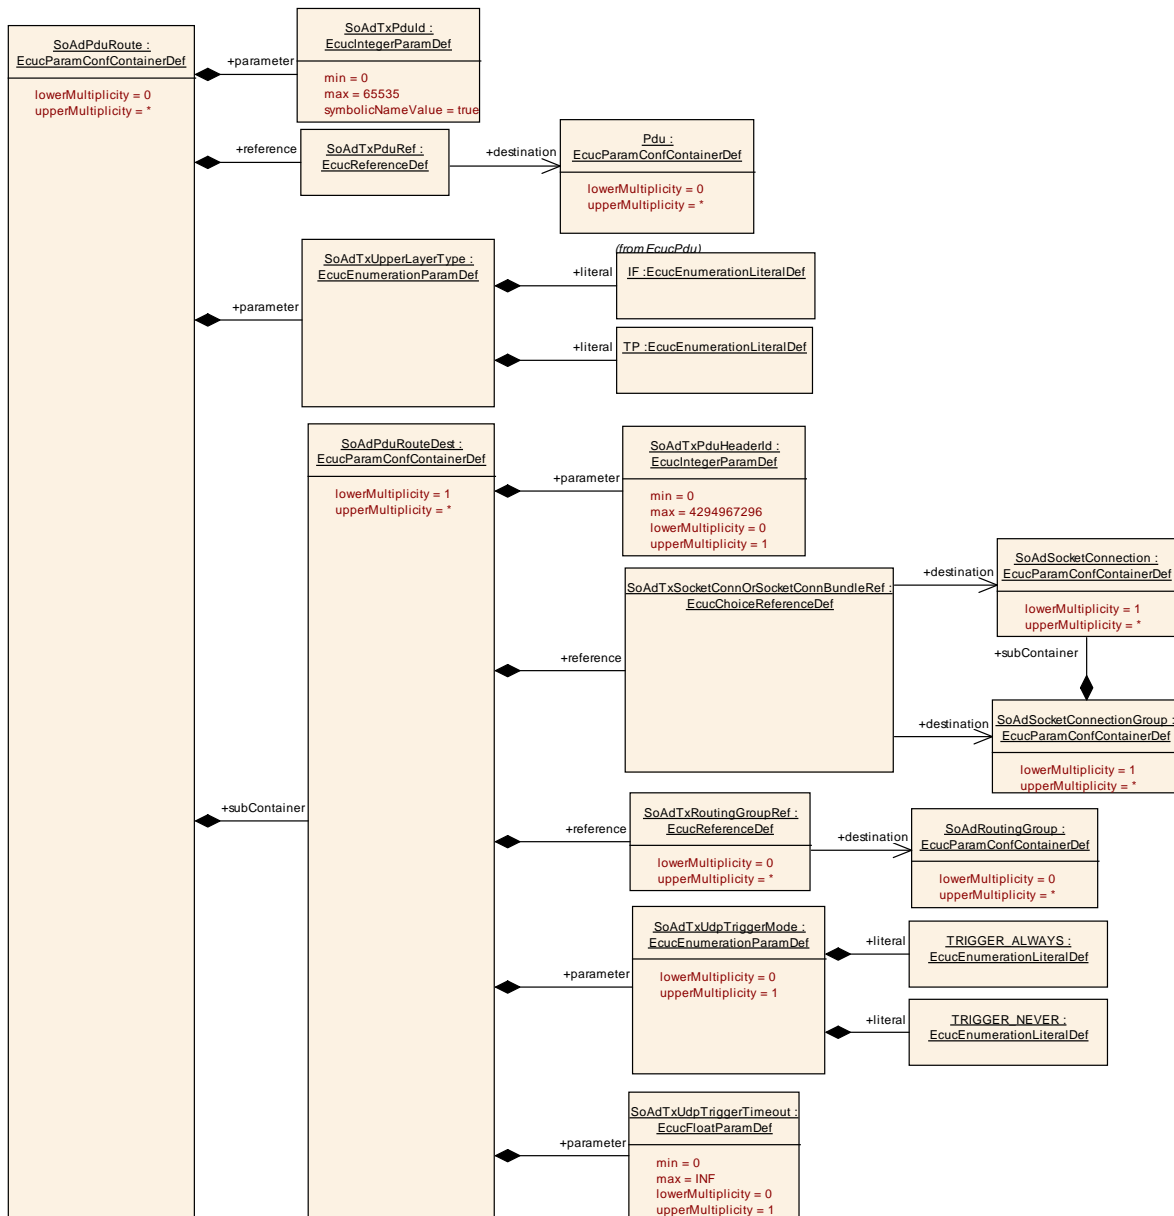 SoAdPduRoute :
EcucParamConfContainerDef
lowerMultiplicity = 0
upperMultiplicity = *
+parameter
SoAdTxPduId :
EcucIntegerParamDef
min = 0
max = 65535
symbolicNameValue = true
+reference
SoAdTxPduRef :
EcucReferenceDef
+destination
Pdu :
EcucParamConfContainerDef
lowerMultiplicity = 0
upperMultiplicity = *
(from EcucPdu)
+parameter
SoAdTxUpperLayerType :
EcucEnumerationParamDef
+literal
IF :EcucEnumerationLiteralDef
+literal
TP :EcucEnumerationLiteralDef
+subContainer
SoAdPduRouteDest :
EcucParamConfContainerDef
lowerMultiplicity = 1
upperMultiplicity = *
+parameter
SoAdTxPduHeaderId :
EcucIntegerParamDef
min = 0
max = 4294967296
lowerMultiplicity = 0
upperMultiplicity = 1
+reference
SoAdTxSocketConnOrSocketConnBundleRef :
EcucChoiceReferenceDef
+destination
SoAdSocketConnection :
EcucParamConfContainerDef
lowerMultiplicity = 1
upperMultiplicity = *
+subContainer
+destination
SoAdSocketConnectionGroup :
EcucParamConfContainerDef
lowerMultiplicity = 1
upperMultiplicity = *
+reference
SoAdTxRoutingGroupRef :
EcucReferenceDef
lowerMultiplicity = 0
upperMultiplicity = *
+destination
SoAdRoutingGroup :
EcucParamConfContainerDef
lowerMultiplicity = 0
upperMultiplicity = *
+parameter
SoAdTxUdpTriggerMode :
EcucEnumerationParamDef
lowerMultiplicity = 0
upperMultiplicity = 1
+literal
TRIGGER_ALWAYS :
EcucEnumerationLiteralDef
+literal
TRIGGER_NEVER :
EcucEnumerationLiteralDef
+parameter
SoAdTxUdpTriggerTimeout :
EcucFloatParamDef
min = 0
max = INF
lowerMultiplicity = 0
upperMultiplicity = 1